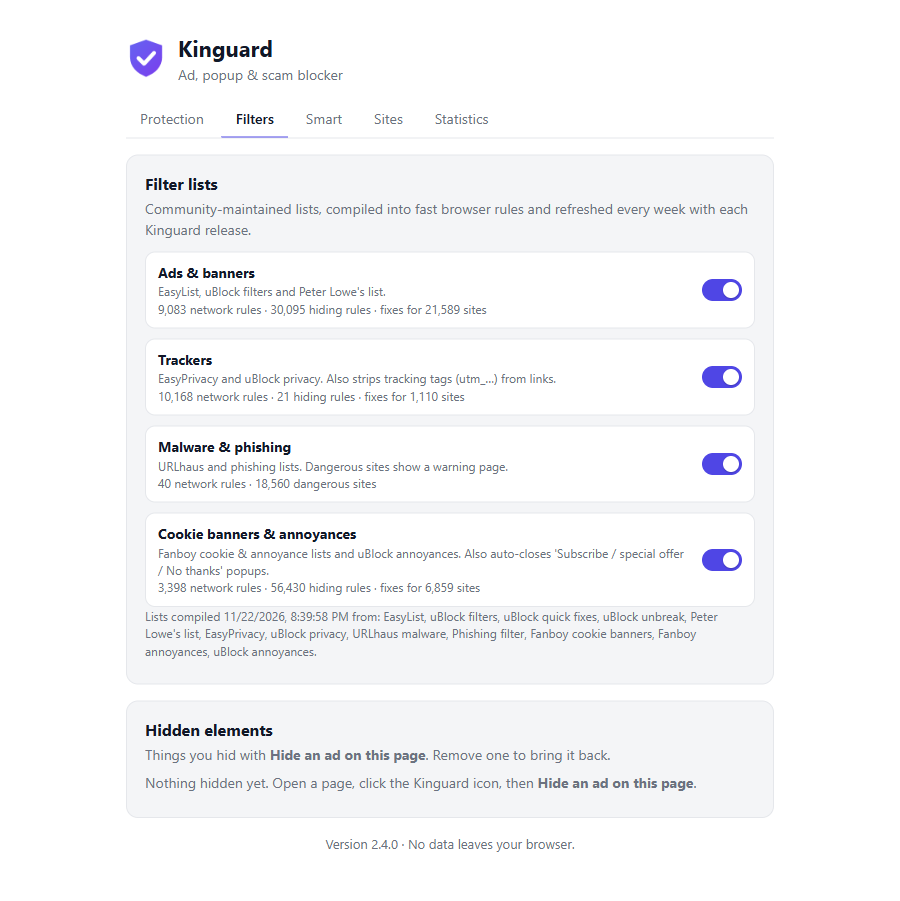 Kinguard
Ad, popup & scam blocker
Protection Filters Smart Sites Statistics
Filter lists
Community-maintained lists, compiled into fast browser rules and refreshed every week with each
Kinguard release.
Ads & banners
EasyList, uBlock filters and Peter Lowe's list.
9,083 network rules · 30,095 hiding rules · fixes for 21,589 sites
Trackers
EasyPrivacy and uBlock privacy. Also strips tracking tags (utm_…) from links.
10,168 network rules · 21 hiding rules · fixes for 1,110 sites
Malware & phishing
URLhaus and phishing lists. Dangerous sites show a warning page.
40 network rules · 18,560 dangerous sites
Cookie banners & annoyances
Fanboy cookie & annoyance lists and uBlock annoyances. Also auto-closes 'Subscribe / special offer
/ No thanks' popups.
3,398 network rules · 56,430 hiding rules · fixes for 6,859 sites
Lists compiled 11/22/2026, 8:39:58 PM from: EasyList, uBlock filters, uBlock quick fixes, uBlock unbreak, Peter
Lowe's list, EasyPrivacy, uBlock privacy, URLhaus malware, Phishing filter, Fanboy cookie banners, Fanboy
annoyances, uBlock annoyances.
Hidden elements
Things you hid with Hide an ad on this page. Remove one to bring it back.
Nothing hidden yet. Open a page, click the Kinguard icon, then Hide an ad on this page.
Version 2.4.0 · No data leaves your browser.